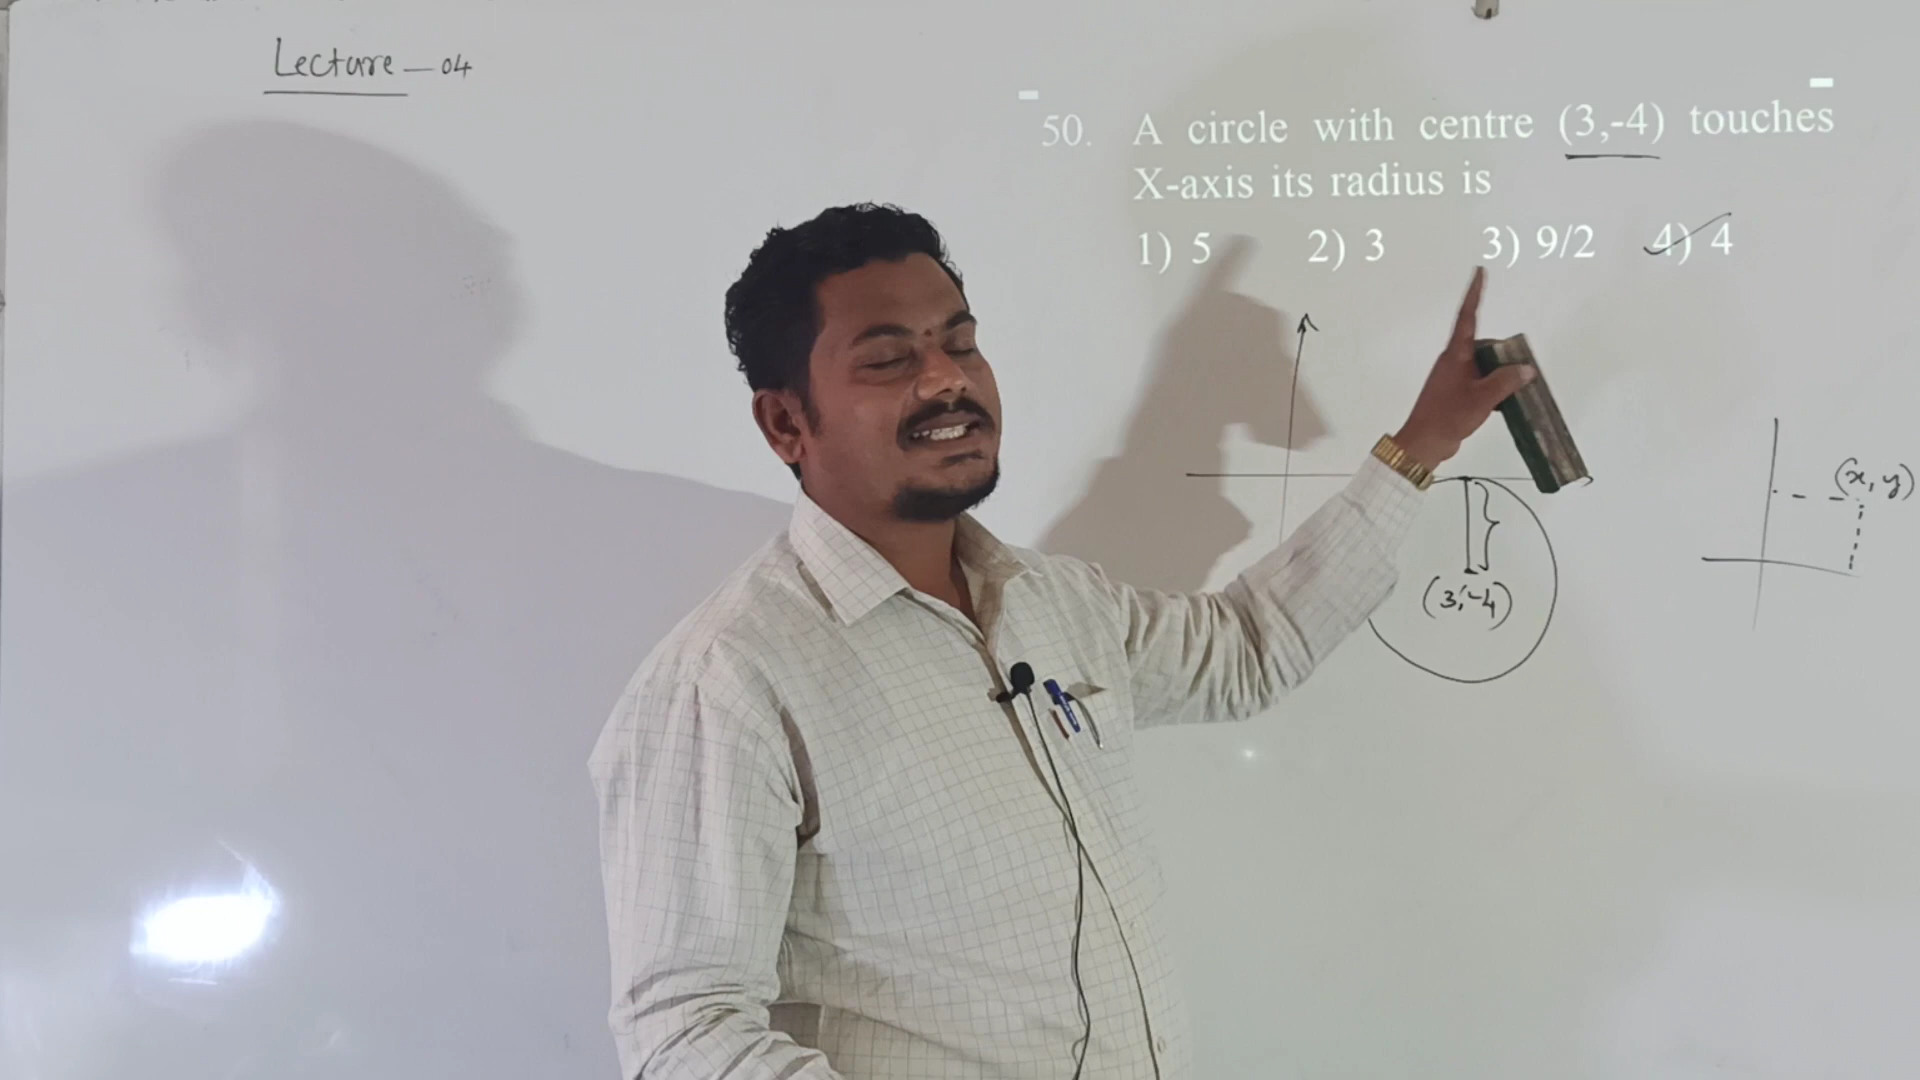 Lecture - 04
50. A circle with centre (3,-4) touches
X-axis its radius is
1) 5 2) 3 3) 9/2 4) 4
(x, y)
(3,-4)